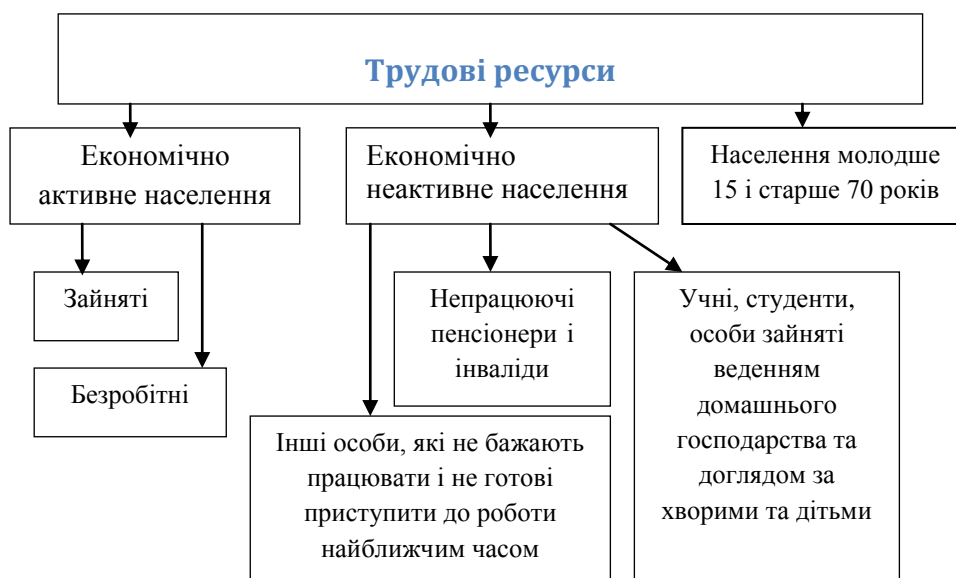 Трудові ресурси
Економічно
активне населення
Економічно
неактивне населення
Населення молодше
15 і старше 70 років
Зайняті
Безробітні
Непрацюючі
пенсіонери і
інваліди
Учні, студенти,
особи зайняті
веденням
домашнього
господарства та
доглядом за
хворими та дітьми
Інші особи, які не бажають
працювати і не готові
приступити до роботи
найближчим часом